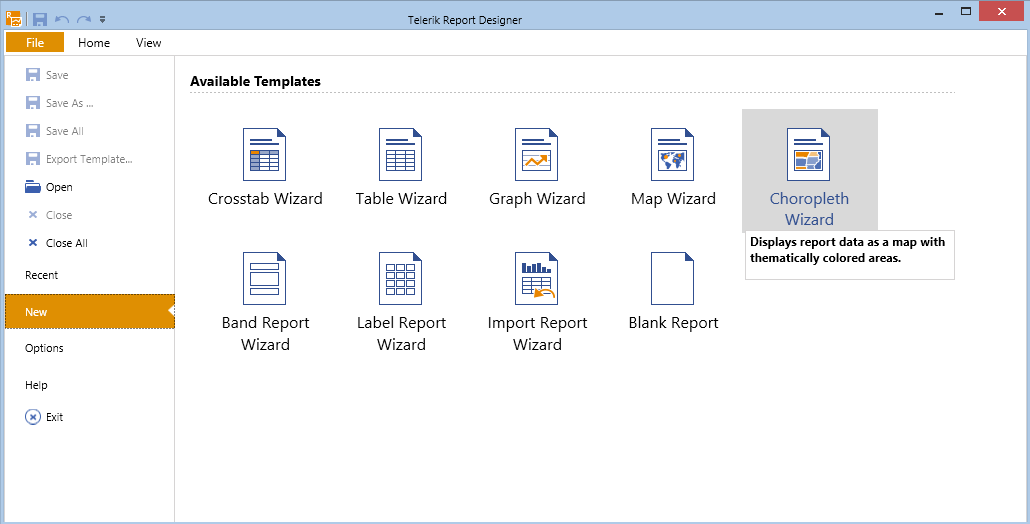 Telerik Report Designer
File Home View
Save
Save As ...
Save All
Export Template...
Open
Close
Close All
Recent
New
Options
Help
Exit
Available Templates
Crosstab Wizard
Table Wizard
Graph Wizard
Map Wizard
Choropleth
Wizard
Displays report data as a map with
thematically colored areas.
Band Report
Wizard
Label Report
Wizard
Import Report
Wizard
Blank Report